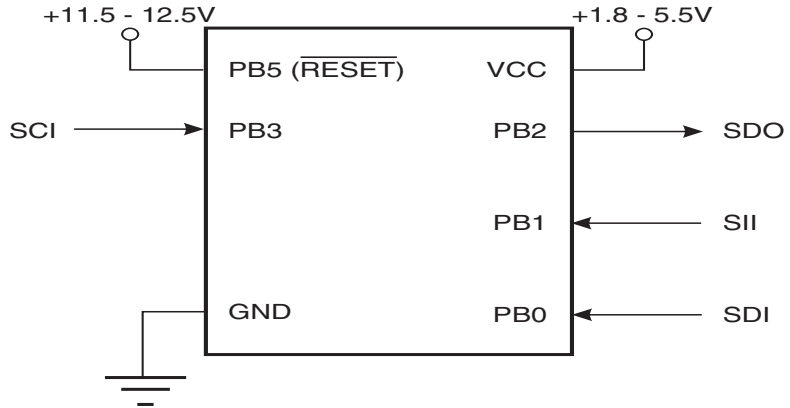 +11.5 - 12.5V
+1.8 - 5.5V
PB5 (RESET)
VCC
SCI
PB3
PB2
SDO
PB1
SII
GND
PB0
SDI